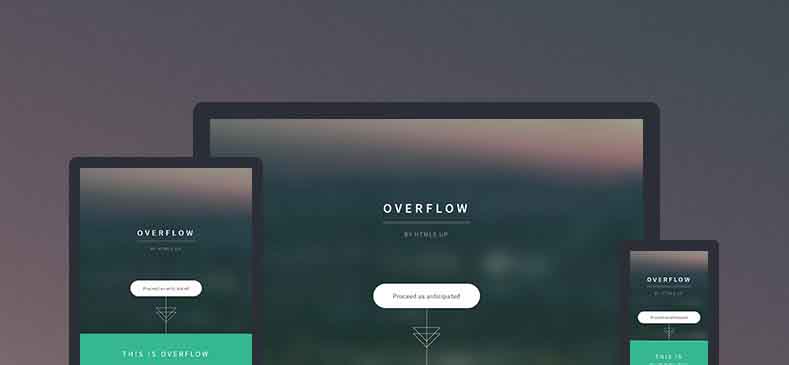 OVERFLOW
BY HTML5 UP
Proceed as anticipated
OVERFLOW
BY HTML5 UP
Proceed as anticipated
THIS IS OVERFLOW
OVERFLOW
BY HTML5 UP
Proceed as anticipated
THIS IS